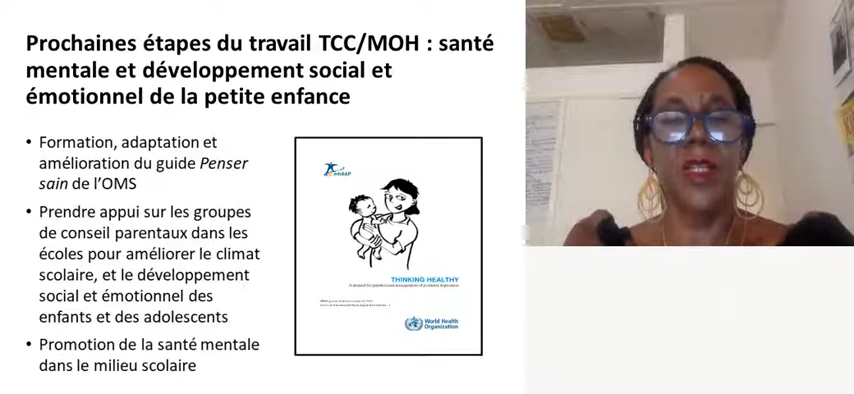 Prochaines étapes du travail TCC/MOH : santé
mentale et développement social et
émotionnel de la petite enfance
• Formation, adaptation et
amélioration du guide Penser
sain de l'OMS
• Prendre appui sur les groupes
de conseil parentaux dans les
écoles pour améliorer le climat
scolaire, et le développement
social et émotionnel des
enfants et des adolescents
• Promotion de la santé mentale
dans le milieu scolaire
mhGAP
THINKING HEALTHY
World Health
Organization